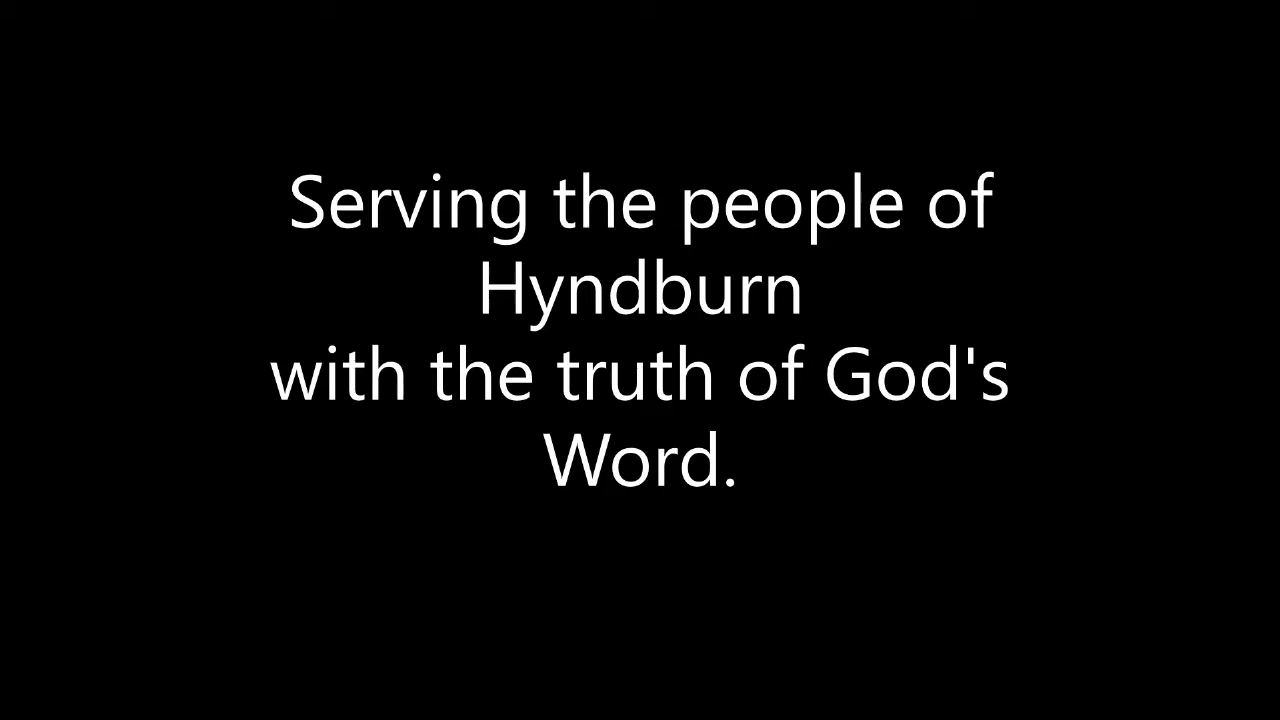 Serving the people of
Hyndburn
with the truth of God's
Word.